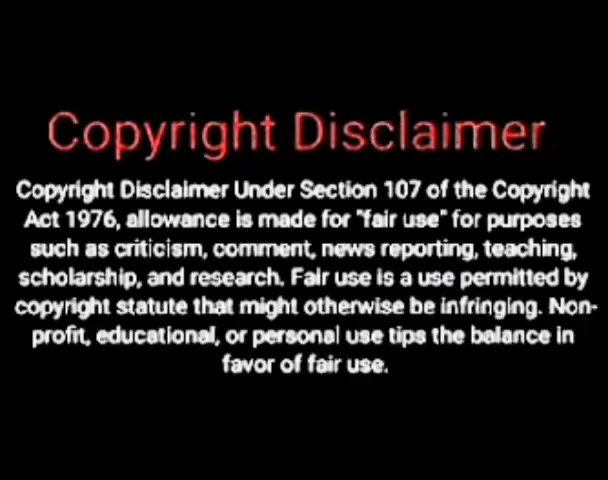 Copyright Disclaimer
Copyright Disclaimer Under Section 107 of the Copyright
Act 1976, allowance is made for "fair use" for purposes
such as criticism, comment, news reporting, teaching,
scholarship, and research. Fair use is a use permitted by
copyright statute that might otherwise be infringing. Non-
profit, educational, or personal use tips the balance in
favor of fair use.